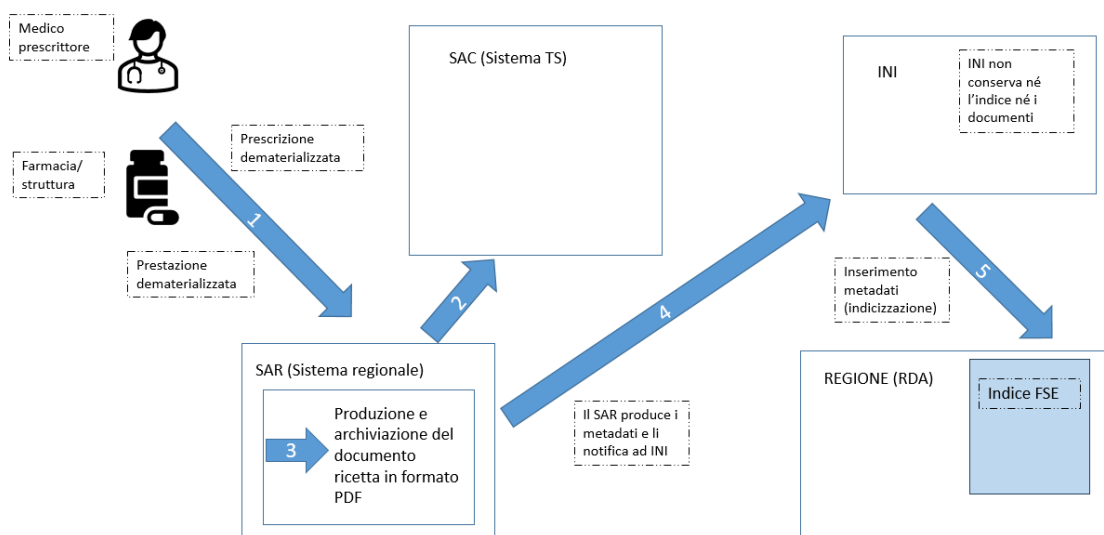 Medico
prescrittore
Farmacia/
struttura
Prescrizione
dematerializzata
Prestazione
dematerializzata
1
SAC (Sistema TS)
2
SAR (Sistema regionale)
3
Produzione e
archiviazione del
documento
ricetta in formato
PDF
4
Il SAR produce i
metadati e li
notifica ad INI
INI
INI non
conserva né
l'indice né i
documenti
5
Inserimento
metadati
(indicizzazione)
REGIONE (RDA)
Indice FSE